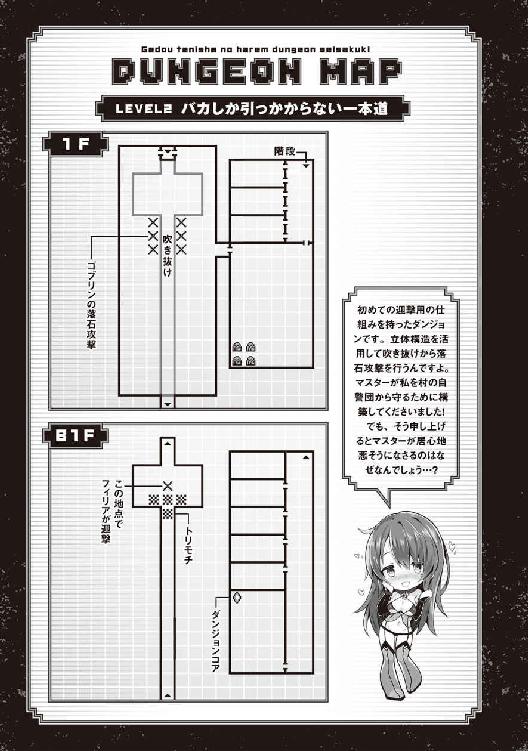 Gedou tenisha no harem dungeon seisakuki
DUNGEON MAP
LEVEL2 バカしか引っかからない一本道
1F
階段
吹き抜け
ゴブリンの落石攻撃
初めての迎撃用の仕
組みを持ったダンジョ
ンです。立体構造を活
用して吹き抜けから落
石攻撃を行うんですよ。
マスターが私を村の自
警団から守るために構
築してくださいました!
でも、そう申し上げ
るとマスターが居心地
悪そうになさるのはな
ぜなんでしょう…?
B1F
この地点で
フィリアが迎撃
トリモチ
ダンジョンコア